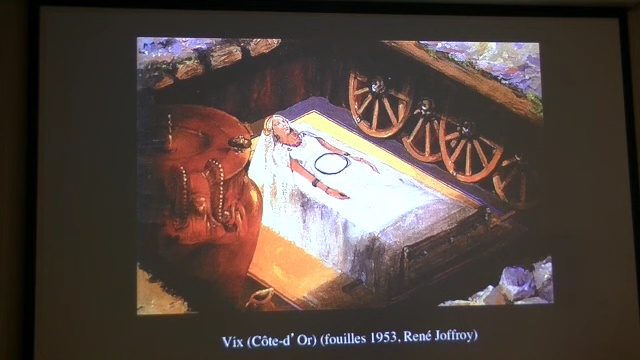 Vix (Côte-d'Or) (fouilles 1953, René Joffroy)